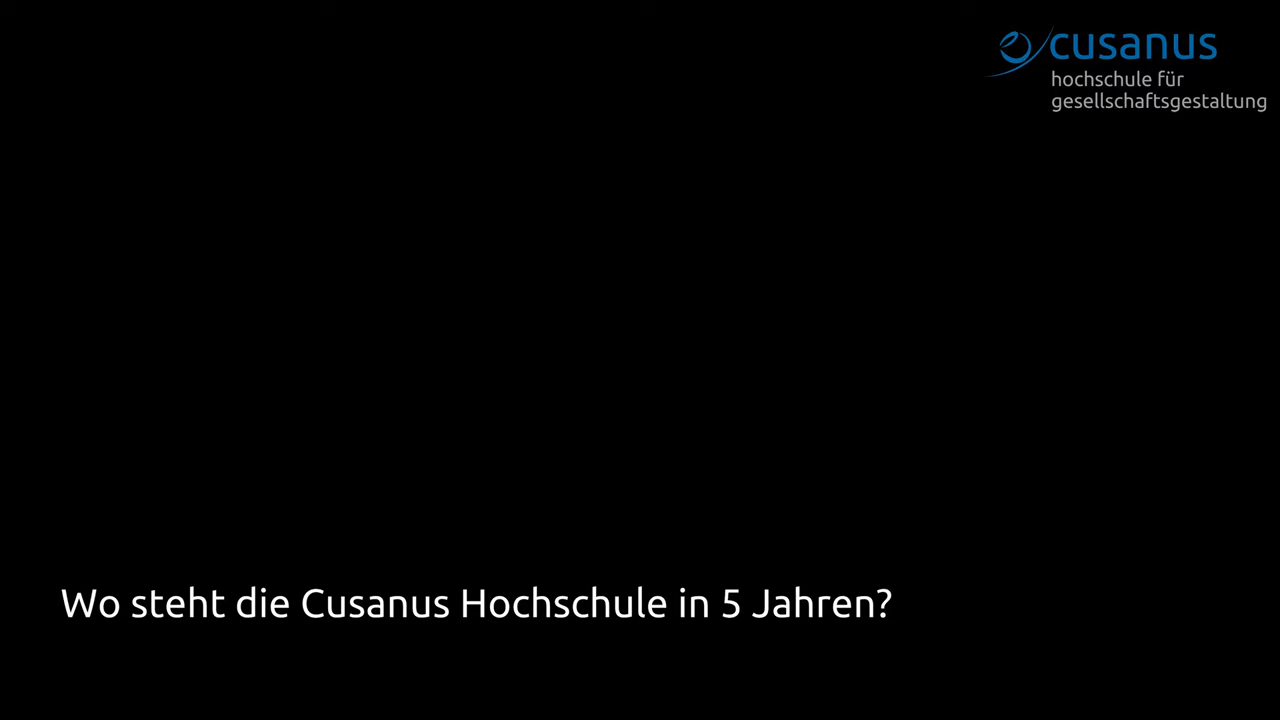 cusanus
hochschule für
gesellschaftsgestaltung
Wo steht die Cusanus Hochschule in 5 Jahren?